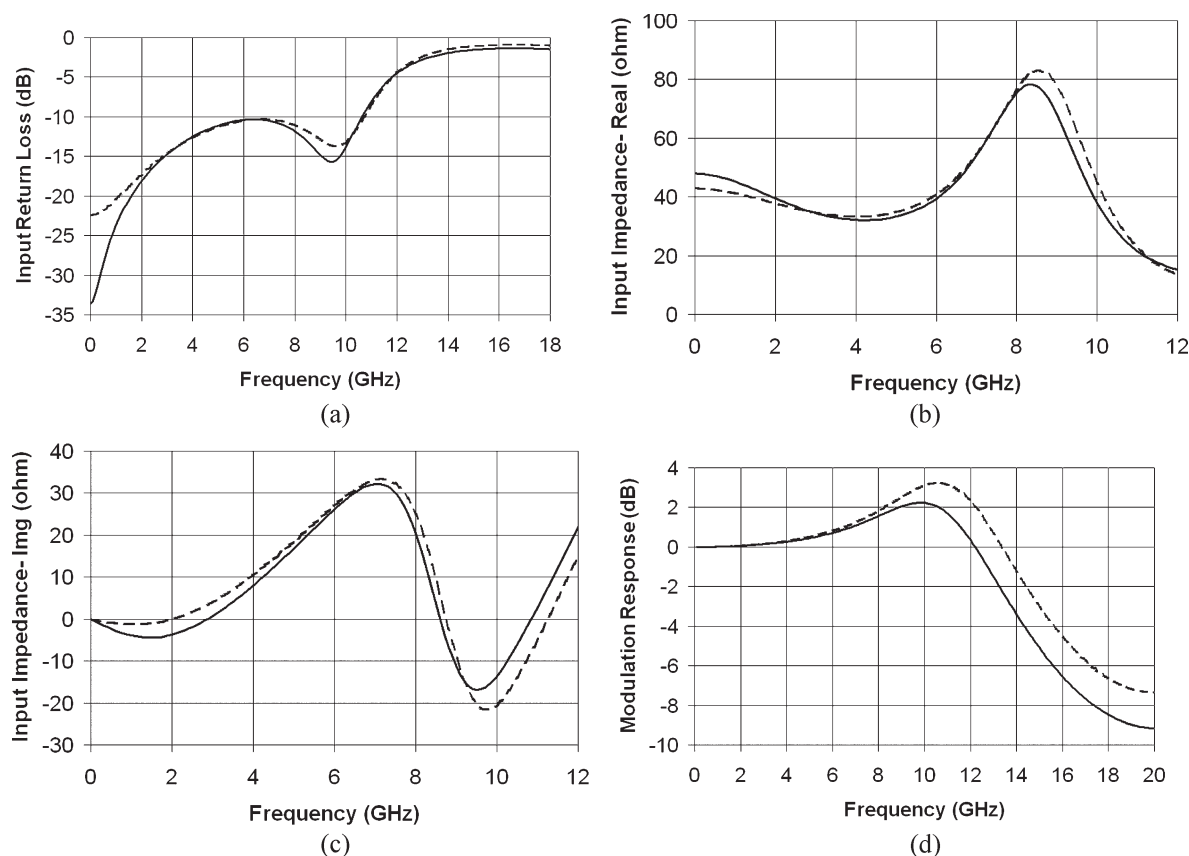 0
-5
-10
-15
-20
-25
-30
-35
0 2 4 6 8 10 12 14 16 18
Input Return Loss (dB)
Frequency (GHz)
(a)
100
80
60
40
20
0
0 2 4 6 8 10 12
Input Impedance- Real (ohm)
Frequency (GHz)
(b)
40
30
20
10
0
-10
-20
-30
0 2 4 6 8 10 12
Input Impedance- Img (ohm)
Frequency (GHz)
(c)
4
2
0
-2
-4
-6
-8
-10
0 2 4 6 8 10 12 14 16 18 20
Modulation Response (dB)
Frequency (GHz)
(d)